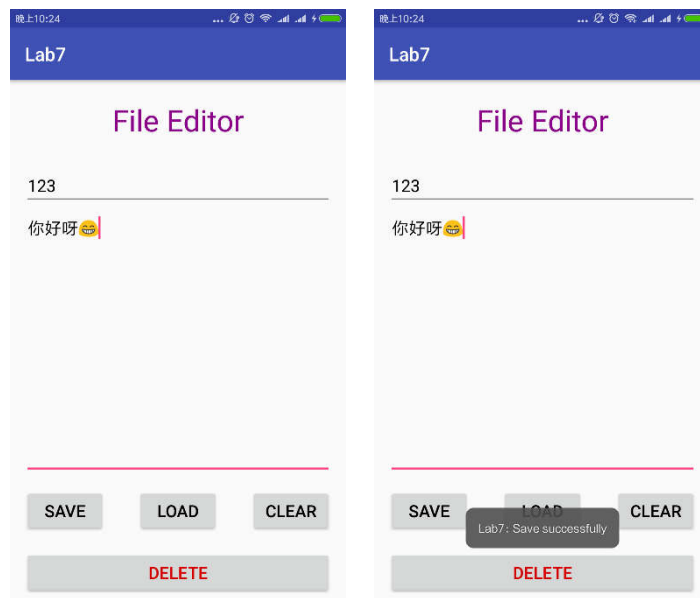 晚上10:24
Lab7
File Editor
123
你好呀😁
SAVE LOAD CLEAR
DELETE
晚上10:24
Lab7
File Editor
123
你好呀😁
SAVE LOAD CLEAR
Lab7: Save successfully
DELETE